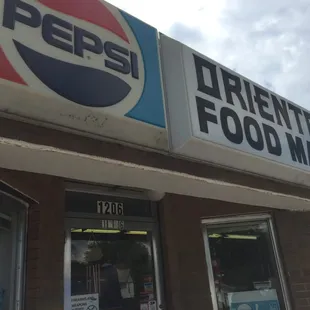 PEPSI
ORIENT
FOOD M
1206